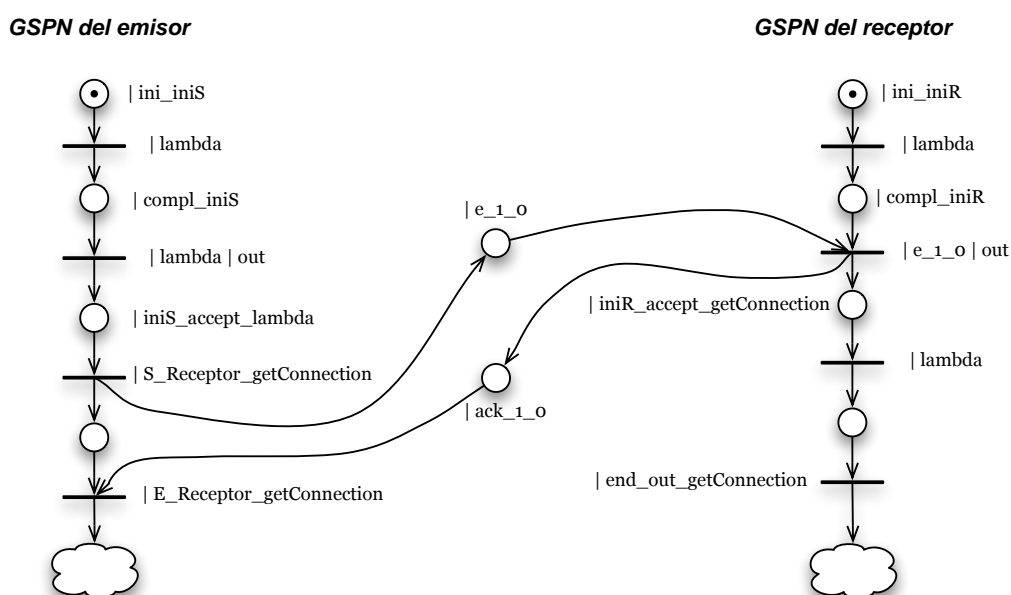 GSPN del emisor
GSPN del receptor
| ini_iniS
| ini_iniR
| lambda
| lambda
| compl_iniS
| compl_iniR
| e_1_0
| lambda | out
| e_1_0 | out
| iniR_accept_getConnection
| iniS_accept_lambda
| lambda
| S_Receptor_getConnection
| ack_1_0
| end_out_getConnection
| E_Receptor_getConnection